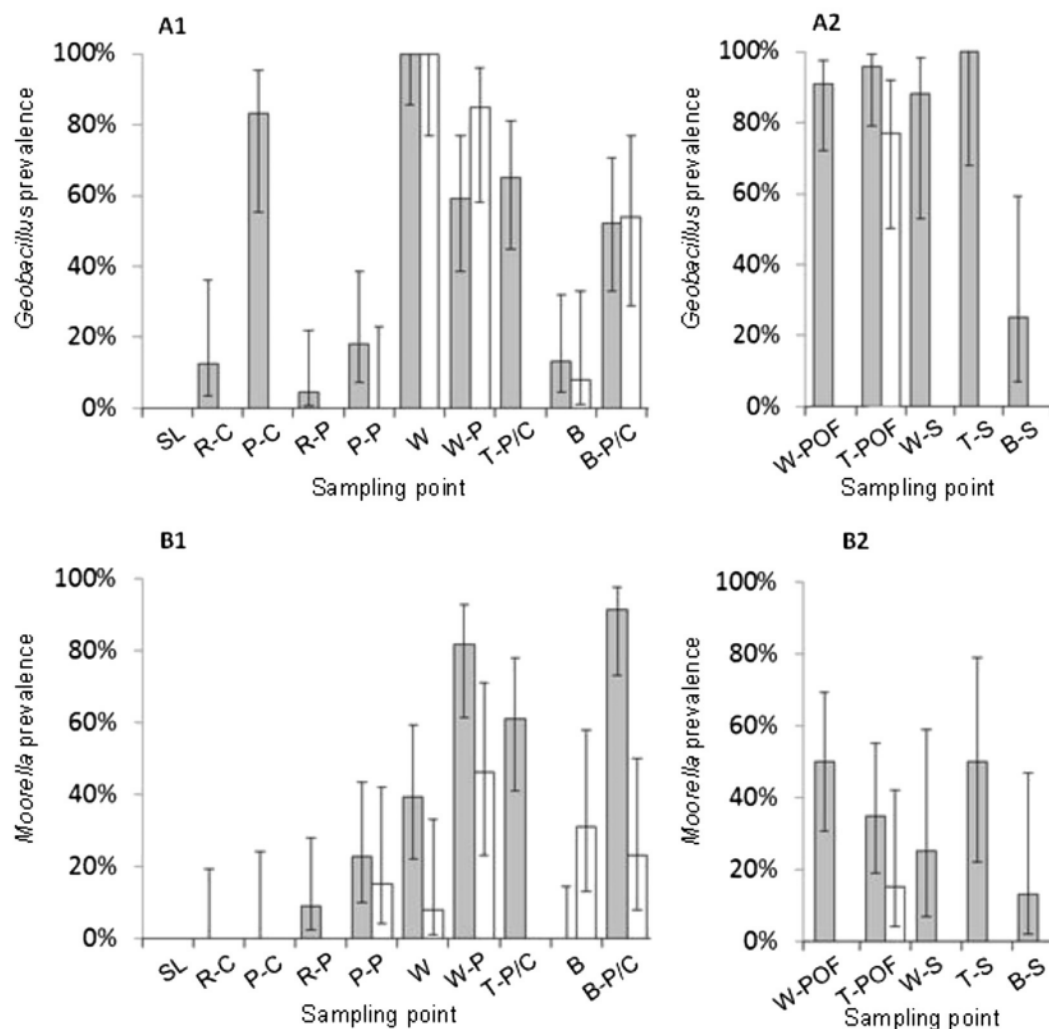 A1
100%
80%
60%
40%
20%
0%
Geobacillus prevalence
SL
R-C
P-C
R-P
P-P
W
W-P
T-P/C
B
B-P/C
Sampling point
A2
100%
80%
60%
40%
20%
0%
Geobacillus prevalence
W-POF
T-POF
W-S
T-S
B-S
Sampling point
B1
100%
80%
60%
40%
20%
0%
Moorella prevalence
SL
R-C
P-C
R-P
P-P
W
W-P
T-P/C
B
B-P/C
Sampling point
B2
100%
80%
60%
40%
20%
0%
Moorella prevalence
W-POF
T-POF
W-S
T-S
B-S
Sampling point